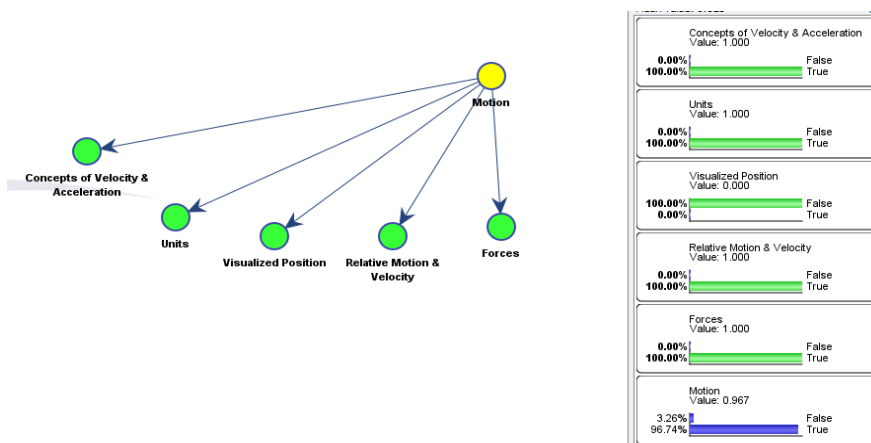 Motion
Concepts of Velocity &
Acceleration
Units
Visualized Position
Relative Motion &
Velocity
Forces
Concepts of Velocity & Acceleration
Value: 1.000
0.00% False
100.00% True
Units
Value: 1.000
0.00% False
100.00% True
Visualized Position
Value: 0.000
100.00% False
0.00% True
Relative Motion & Velocity
Value: 1.000
0.00% False
100.00% True
Forces
Value: 1.000
0.00% False
100.00% True
Motion
Value: 0.967
3.26% False
96.74% True